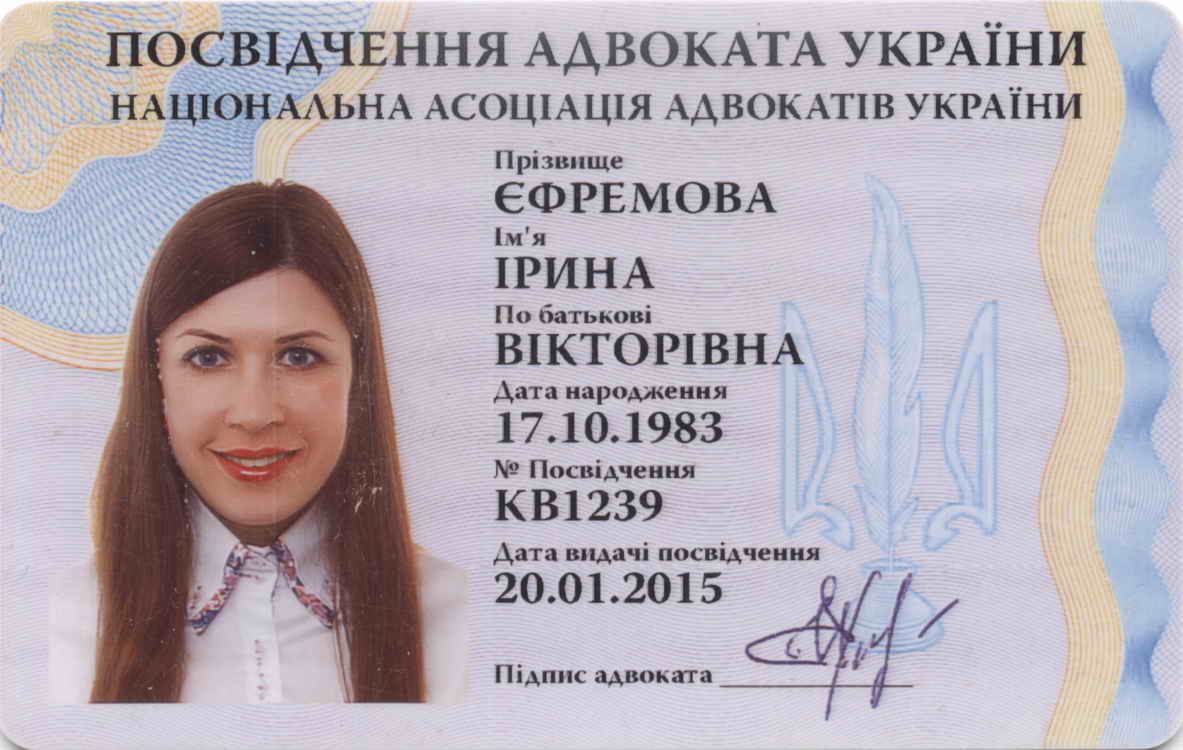 ПОСВІДЧЕННЯ АДВОКАТА УКРАЇНИ
НАЦІОНАЛЬНА АСОЦІАЦІЯ АДВОКАТІВ УКРАЇНИ
Прізвище
ЄФРЕМОВА
Ім'я
ІРИНА
По батькові
ВІКТОРІВНА
Дата народження
17.10.1983
№ Посвідчення
КВ1239
Дата видачі посвідчення
20.01.2015
Підпис адвоката